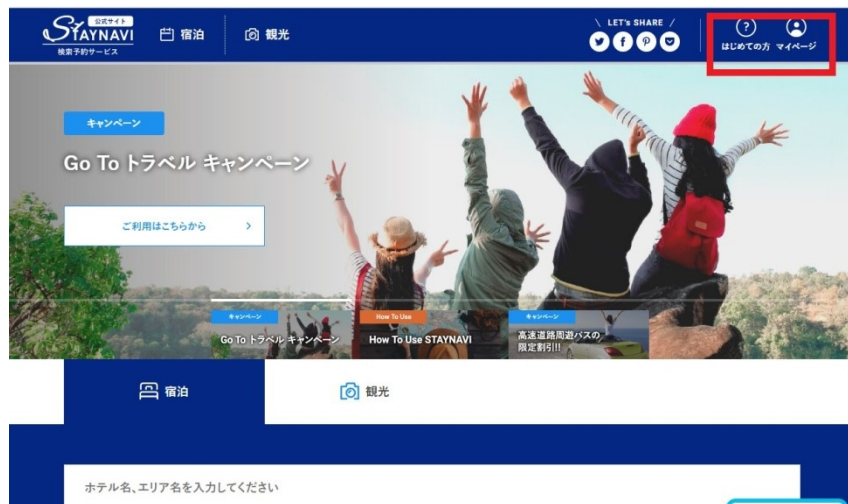 公式サイト
STAYNAVI
検索予約サービス
宿泊
観光
\ LET's SHARE /
はじめての方
マイページ
キャンペーン
Go To トラベル キャンペーン
ご利用はこちらから
キャンペーン
Go To トラベル キャンペーン
How To Use
How To Use STAYNAVI
キャンペーン
高速道路周遊パスの
限定割引!!
宿泊
観光
ホテル名、エリア名を入力してください